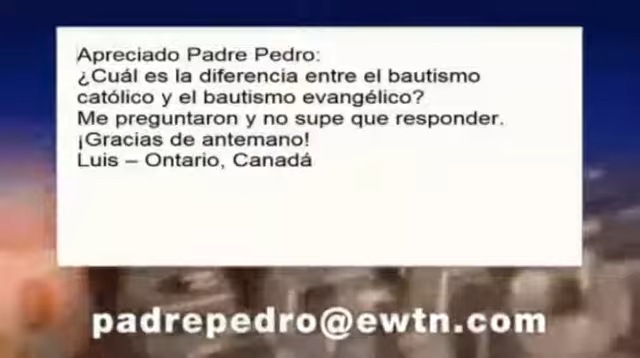 Apreciado Padre Pedro:
¿Cuál es la diferencia entre el bautismo
católico y el bautismo evangélico?
Me preguntaron y no supe que responder.
¡Gracias de antemano!
Luis – Ontario, Canadá
padrepedro@ewtn.com